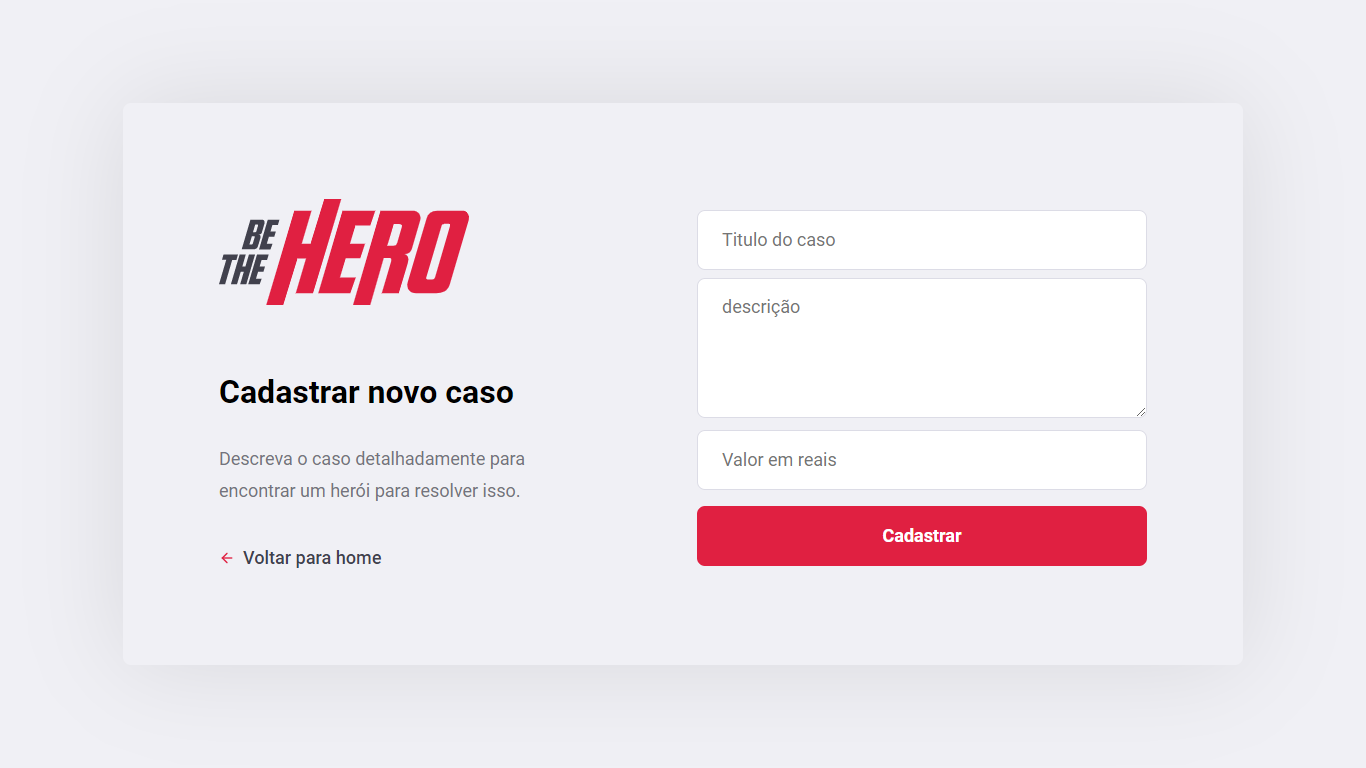 BE
THE
HERO
Cadastrar novo caso
Descreva o caso detalhadamente para
encontrar um herói para resolver isso.
Voltar para home
Titulo do caso
descrição
Valor em reais
Cadastrar